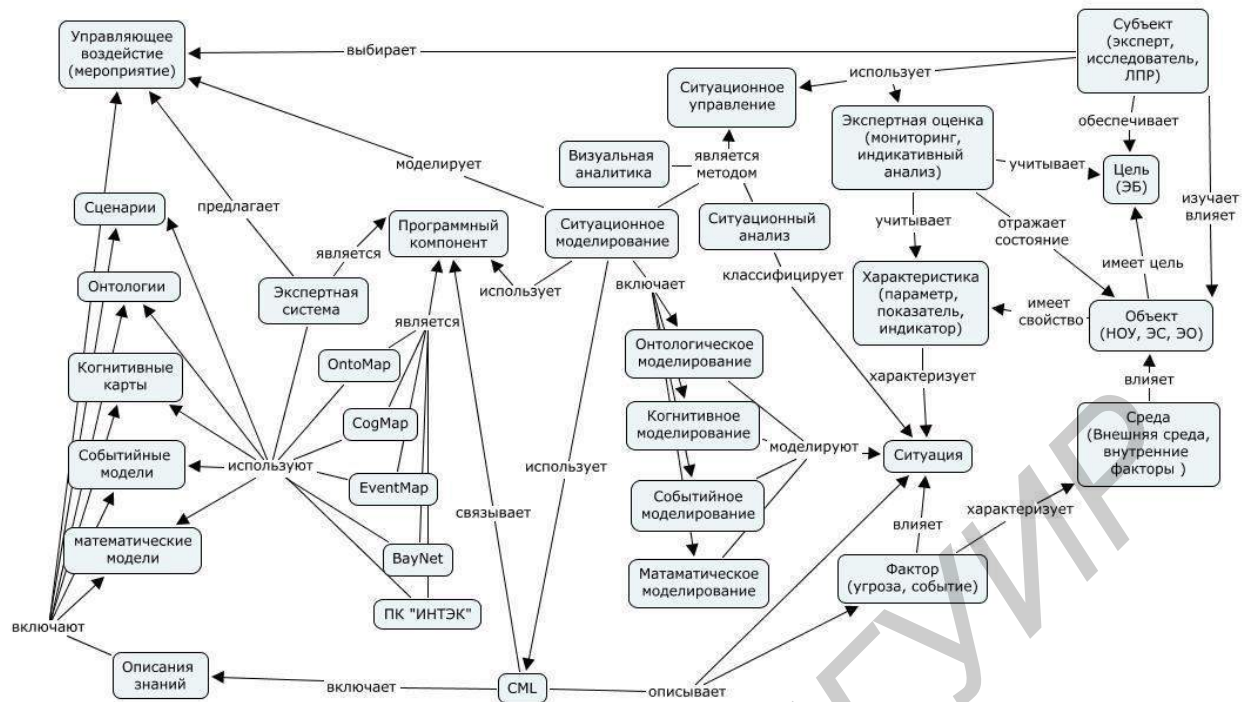 Управляющее
воздейстие
(мероприятие)
выбирает
Субъект
(эксперт,
исследователь,
ЛПР)
использует
Ситуационное
управление
Экспертная оценка
(мониторинг,
индикативный
анализ)
обеспечивает
учитывает
Цель
(ЭБ)
изучает
влияет
моделирует
Визуальная
аналитика
является
методом
Сценарии
предлагает
Программный
компонент
Ситуационное
моделирование
Ситуационный
анализ
учитывает
отражает
состояние
является
Онтологии
Экспертная
система
использует
включает
классифицирует
Характеристика
(параметр,
показатель,
индикатор)
имеет цель
имеет
свойство
Объект
(НОУ, ЭС, ЭО)
является
OntoMap
Онтологическое
моделирование
Когнитивные
карты
характеризует
влияет
CogMap
Когнитивное
моделирование
моделируют
Ситуация
Среда
(Внешняя среда,
внутренние
факторы )
Событийные
модели
используют
использует
EventMap
Событийное
моделирование
связывает
характеризует
влияет
математические
модели
BayNet
Матаматическое
моделирование
Фактор
(угроза, событие)
ПК "ИНТЭК"
включают
Описания
знаний
включает
CML
описывает
ГУИР